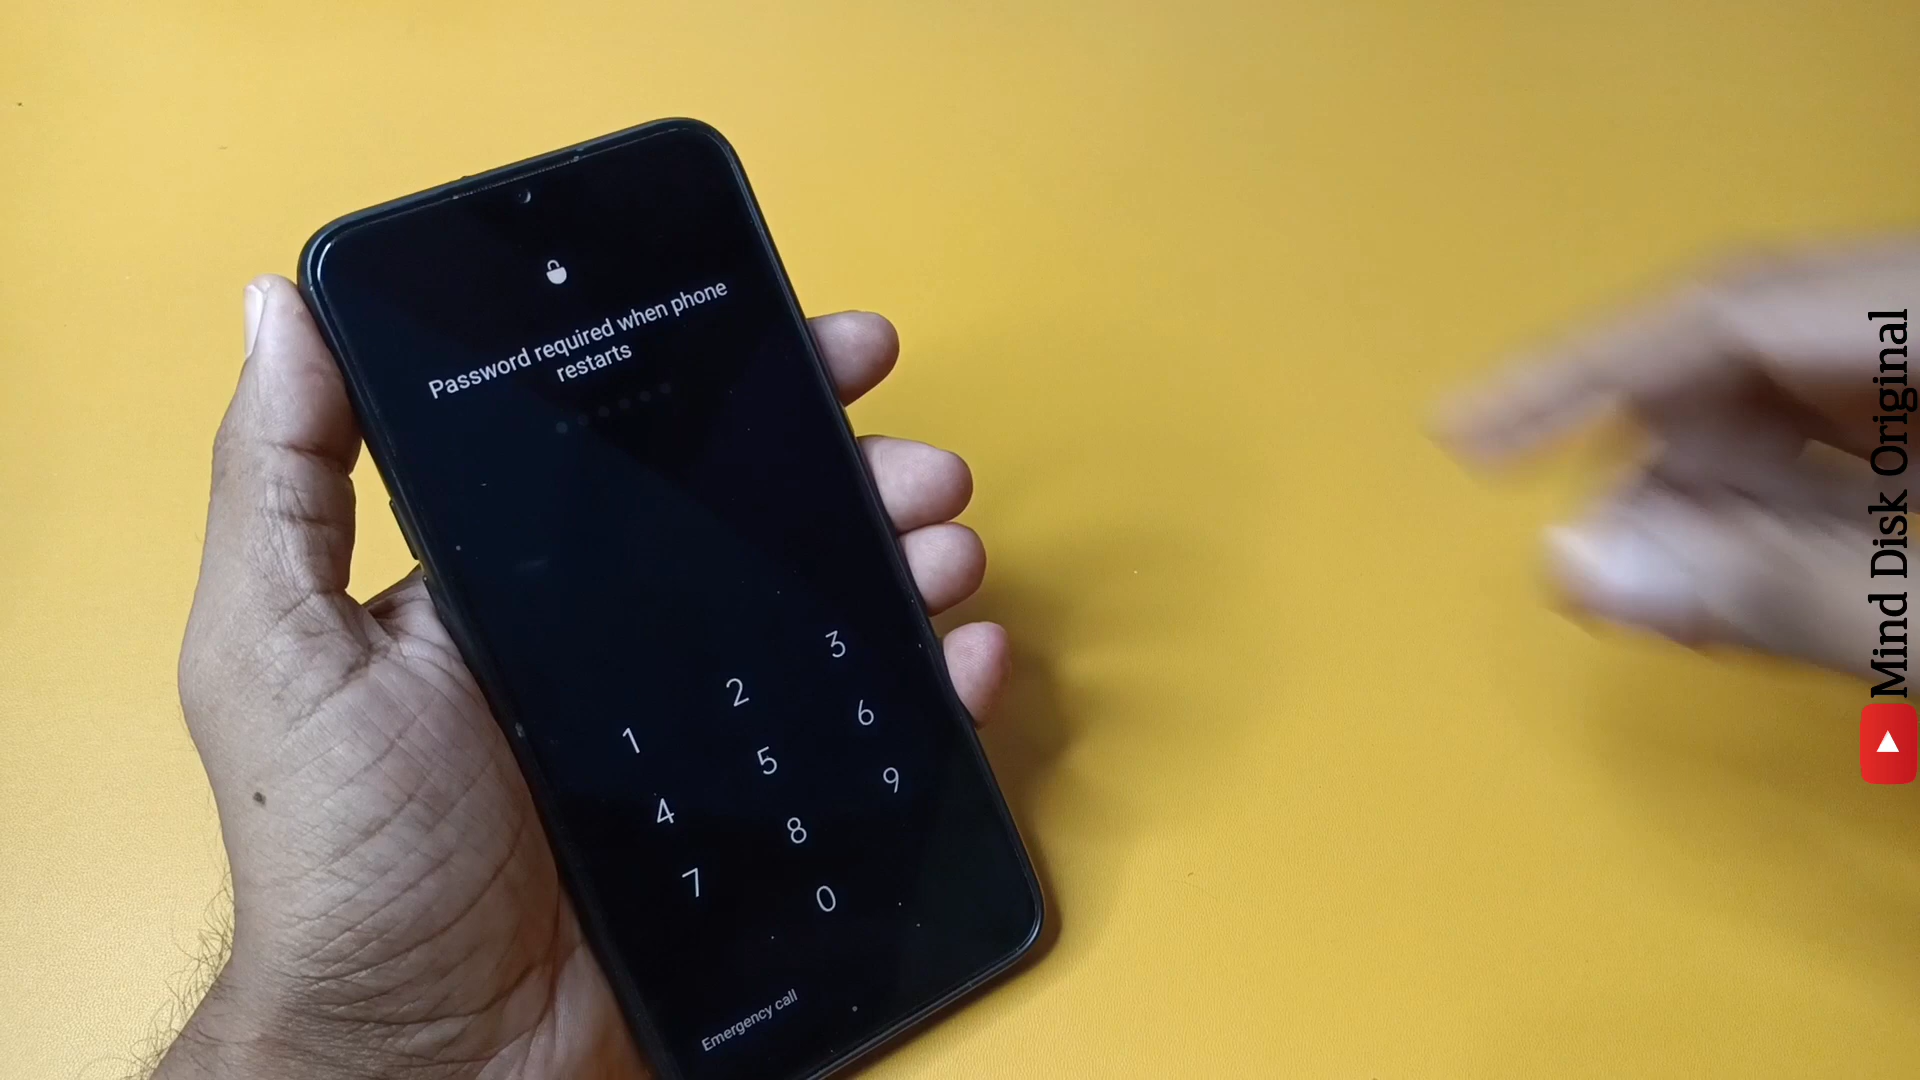 Password required when phone
restarts
1 2 3
4 5 6
7 8 9
0
Emergency call
Mind Disk Original